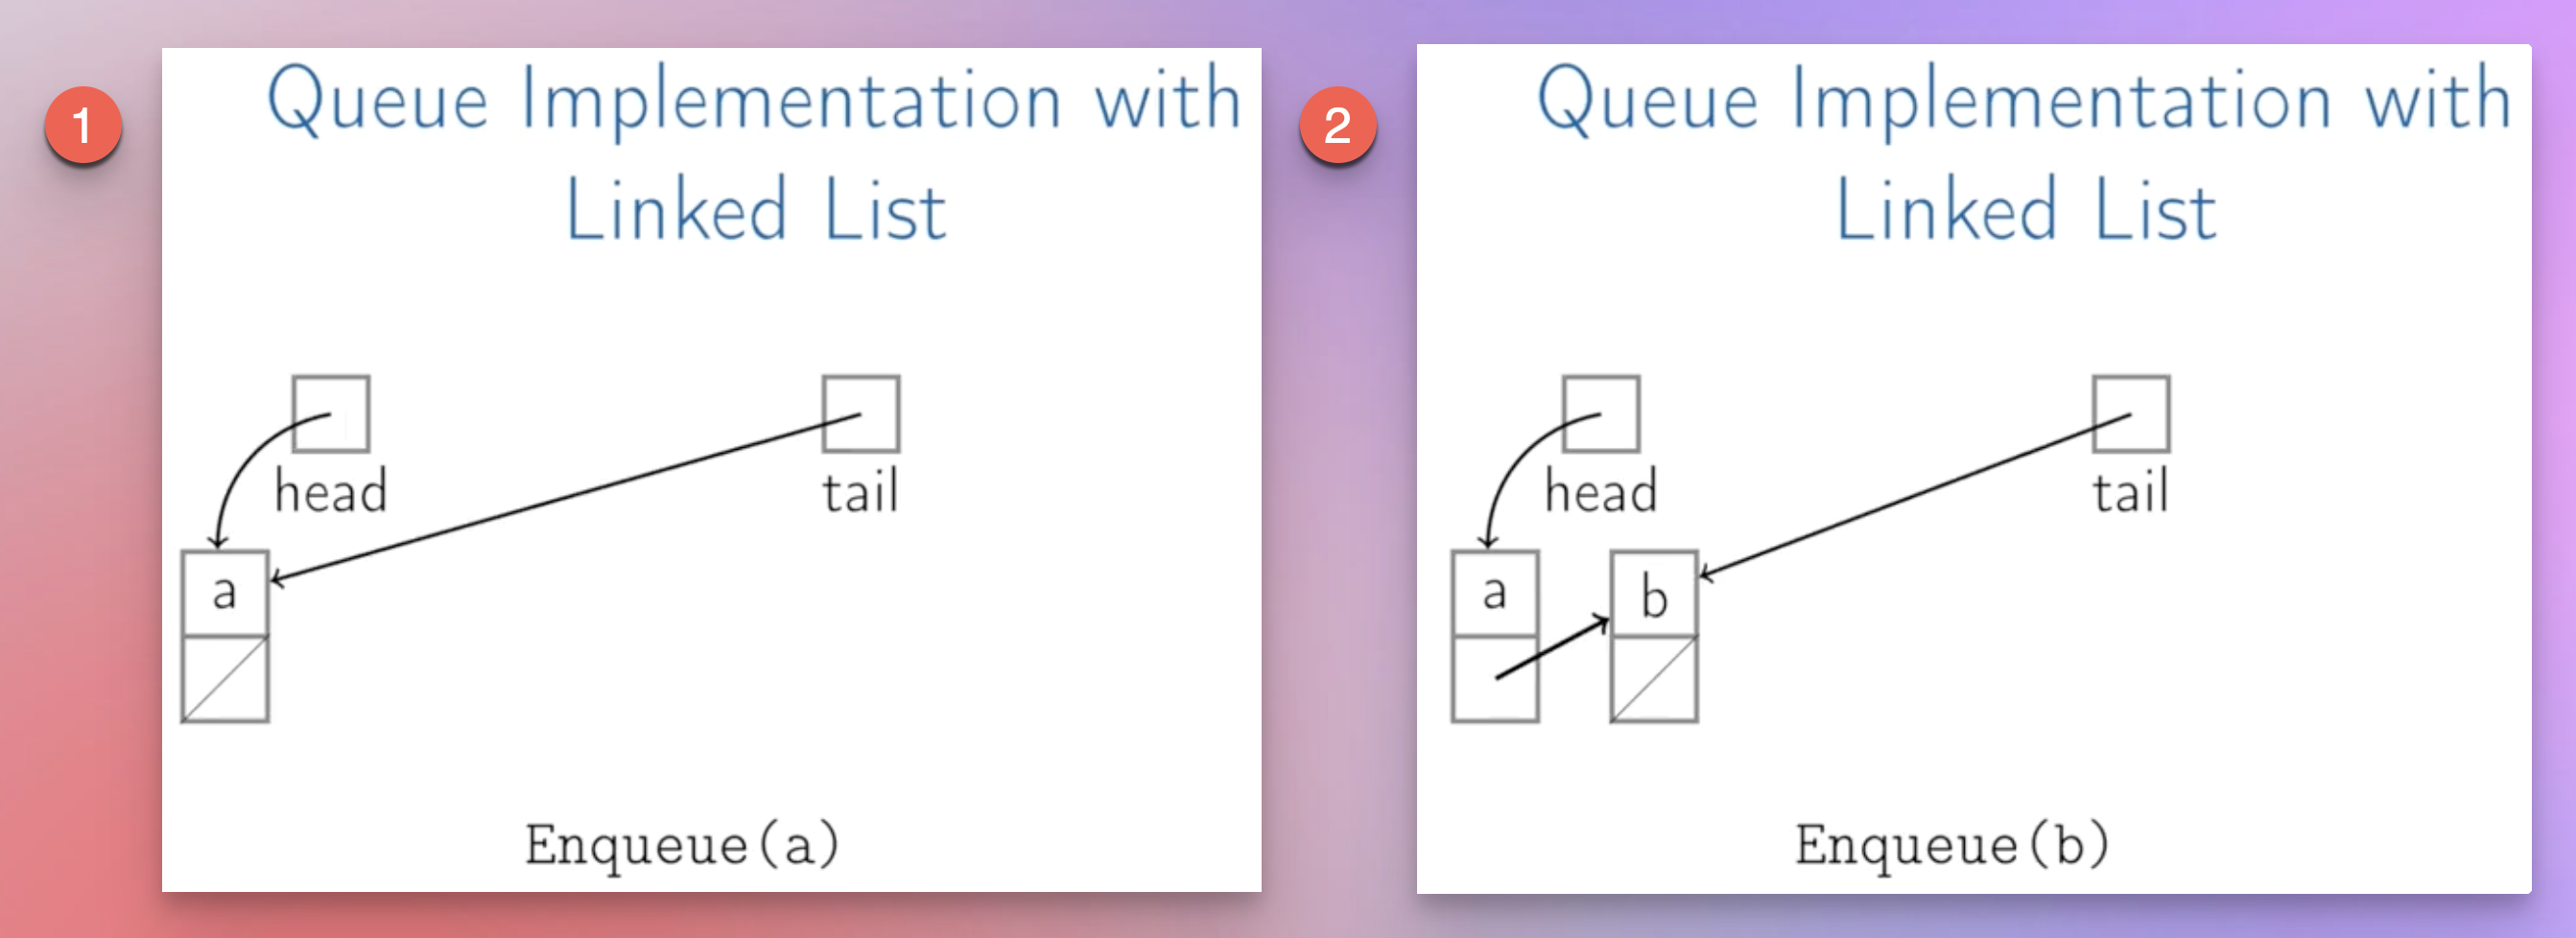 1
Queue Implementation with
Linked List
head
tail
a
Enqueue(a)
2
Queue Implementation with
Linked List
head
tail
a
b
Enqueue(b)